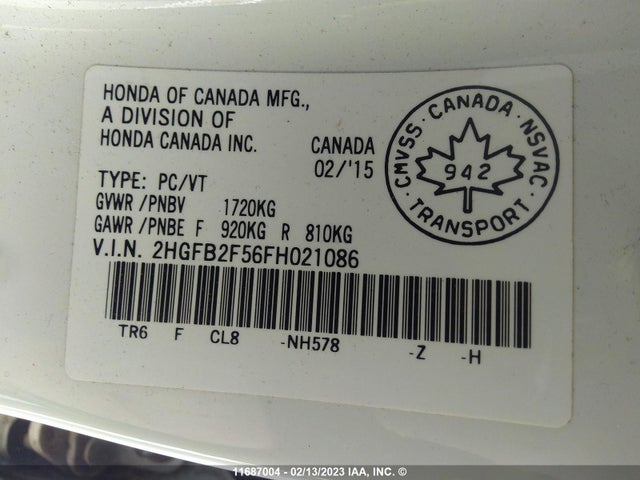 HONDA OF CANADA MFG.,
A DIVISION OF
HONDA CANADA INC.
CANADA
02/'15
TYPE: PC/VT
GVWR /PNBV 1720KG
GAWR /PNBE F 920KG R 810KG
V.I.N. 2HGFB2F56FH021086
TR6 F CL8 -NH578 -Z -H
CMVSS · CANADA · NSVAC
942
· TRANSPORT ·
11687004 - 02/13/2023 IAA, INC. ©